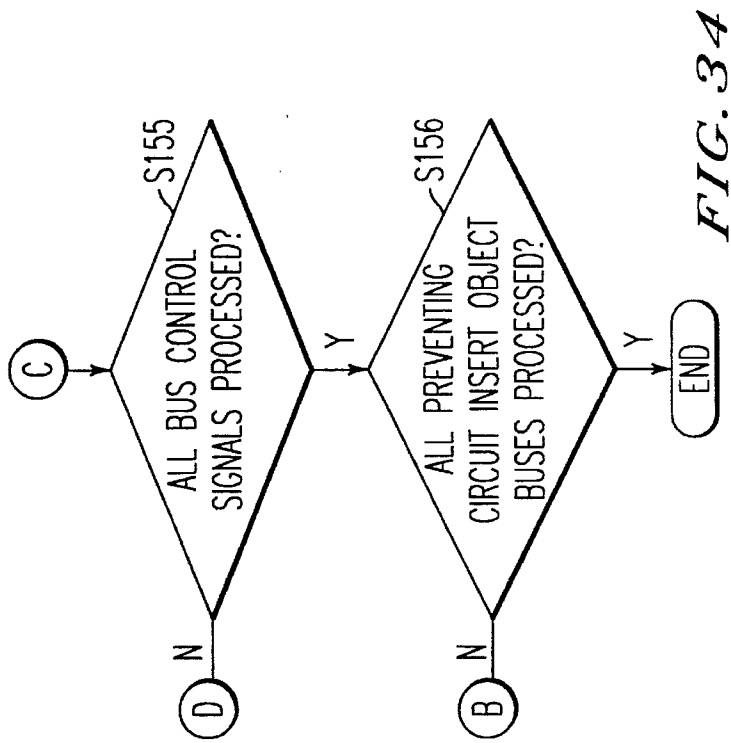 C
ALL BUS CONTROL
SIGNALS PROCESSED?
S155
N
D
Y
ALL PREVENTING
CIRCUIT INSERT OBJECT
BUSES PROCESSED?
S156
N
B
Y
END
FIG. 34